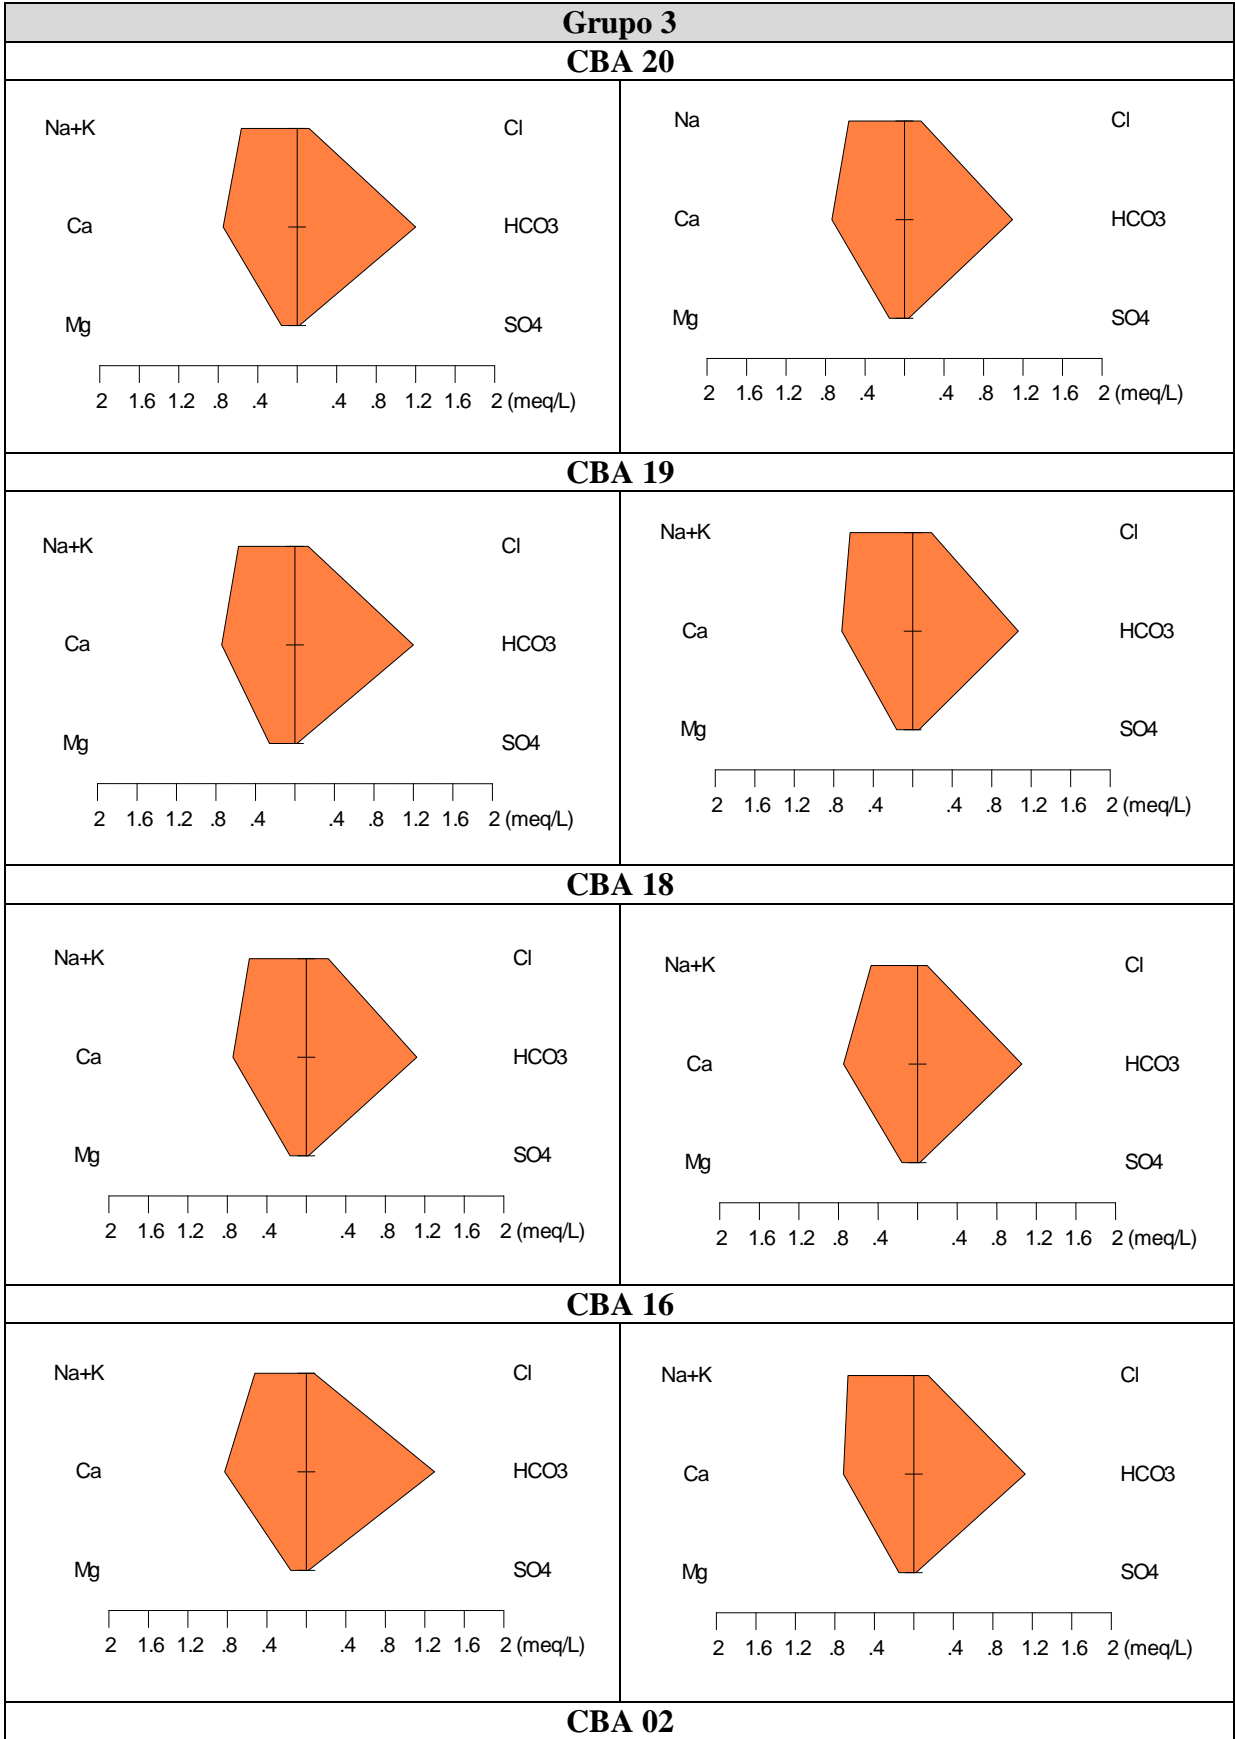 Grupo 3
CBA 20
Na+K Cl
Ca HCO3
Mg SO4
2 1.6 1.2 .8 .4 .4 .8 1.2 1.6 2 (meq/L)
Na Cl
Ca HCO3
Mg SO4
2 1.6 1.2 .8 .4 .4 .8 1.2 1.6 2 (meq/L)
CBA 19
Na+K Cl
Ca HCO3
Mg SO4
2 1.6 1.2 .8 .4 .4 .8 1.2 1.6 2 (meq/L)
Na+K Cl
Ca HCO3
Mg SO4
2 1.6 1.2 .8 .4 .4 .8 1.2 1.6 2 (meq/L)
CBA 18
Na+K Cl
Ca HCO3
Mg SO4
2 1.6 1.2 .8 .4 .4 .8 1.2 1.6 2 (meq/L)
Na+K Cl
Ca HCO3
Mg SO4
2 1.6 1.2 .8 .4 .4 .8 1.2 1.6 2 (meq/L)
CBA 16
Na+K Cl
Ca HCO3
Mg SO4
2 1.6 1.2 .8 .4 .4 .8 1.2 1.6 2 (meq/L)
Na+K Cl
Ca HCO3
Mg SO4
2 1.6 1.2 .8 .4 .4 .8 1.2 1.6 2 (meq/L)
CBA 02